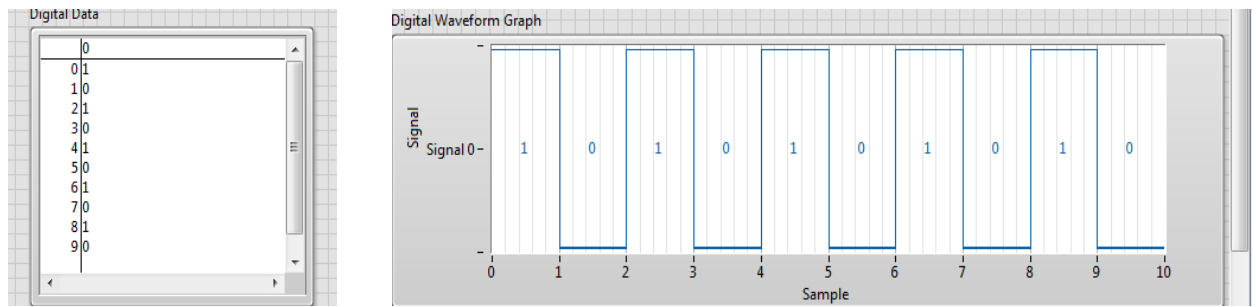 Digital Data
0
0 1
1 0
2 1
3 0
4 1
5 0
6 1
7 0
8 1
9 0
Digital Waveform Graph
Signal
Signal 0
1 0 1 0 1 0 1 0 1 0
0 1 2 3 4 5 6 7 8 9 10
Sample